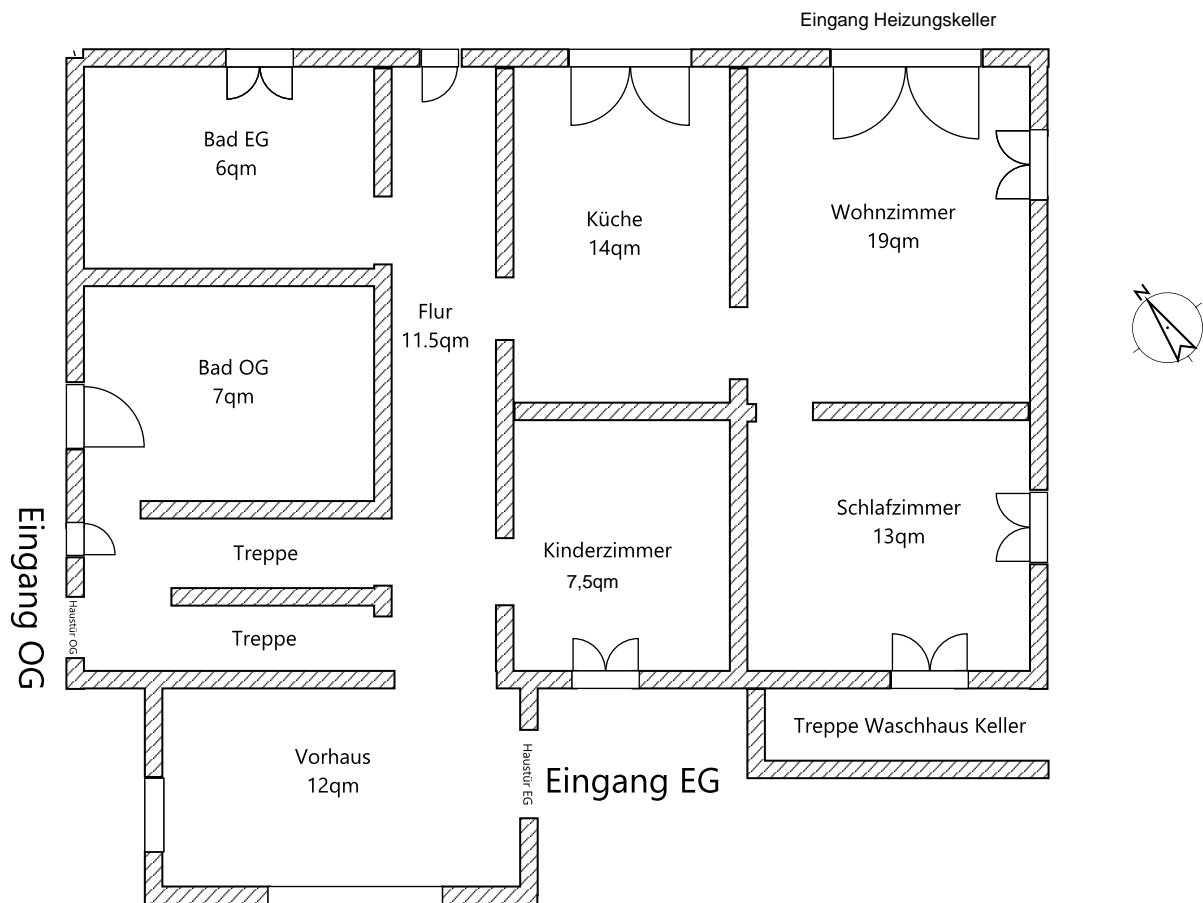 Eingang Heizungskeller
Bad EG
6qm
Küche
14qm
Wohnzimmer
19qm
N
Flur
11.5qm
Bad OG
7qm
Schlafzimmer
13qm
Kinderzimmer
7,5qm
Treppe
Treppe
Eingang OG
Haustür OG
Treppe Waschhaus Keller
Vorhaus
12qm
Haustür EG
Eingang EG